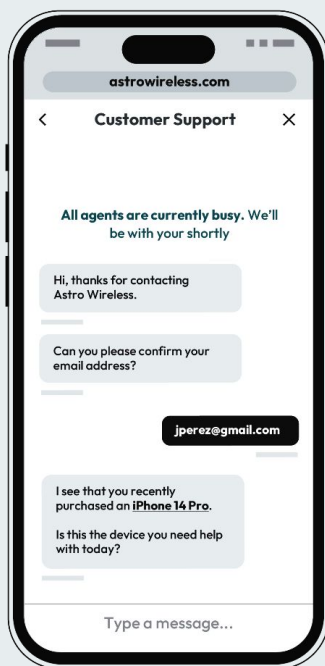 astrowireless.com
Customer Support
All agents are currently busy. We'll
be with your shortly
Hi, thanks for contacting
Astro Wireless.
Can you please confirm your
email address?
jperez@gmail.com
I see that you recently
purchased an iPhone 14 Pro.
Is this the device you need help
with today?
Type a message...